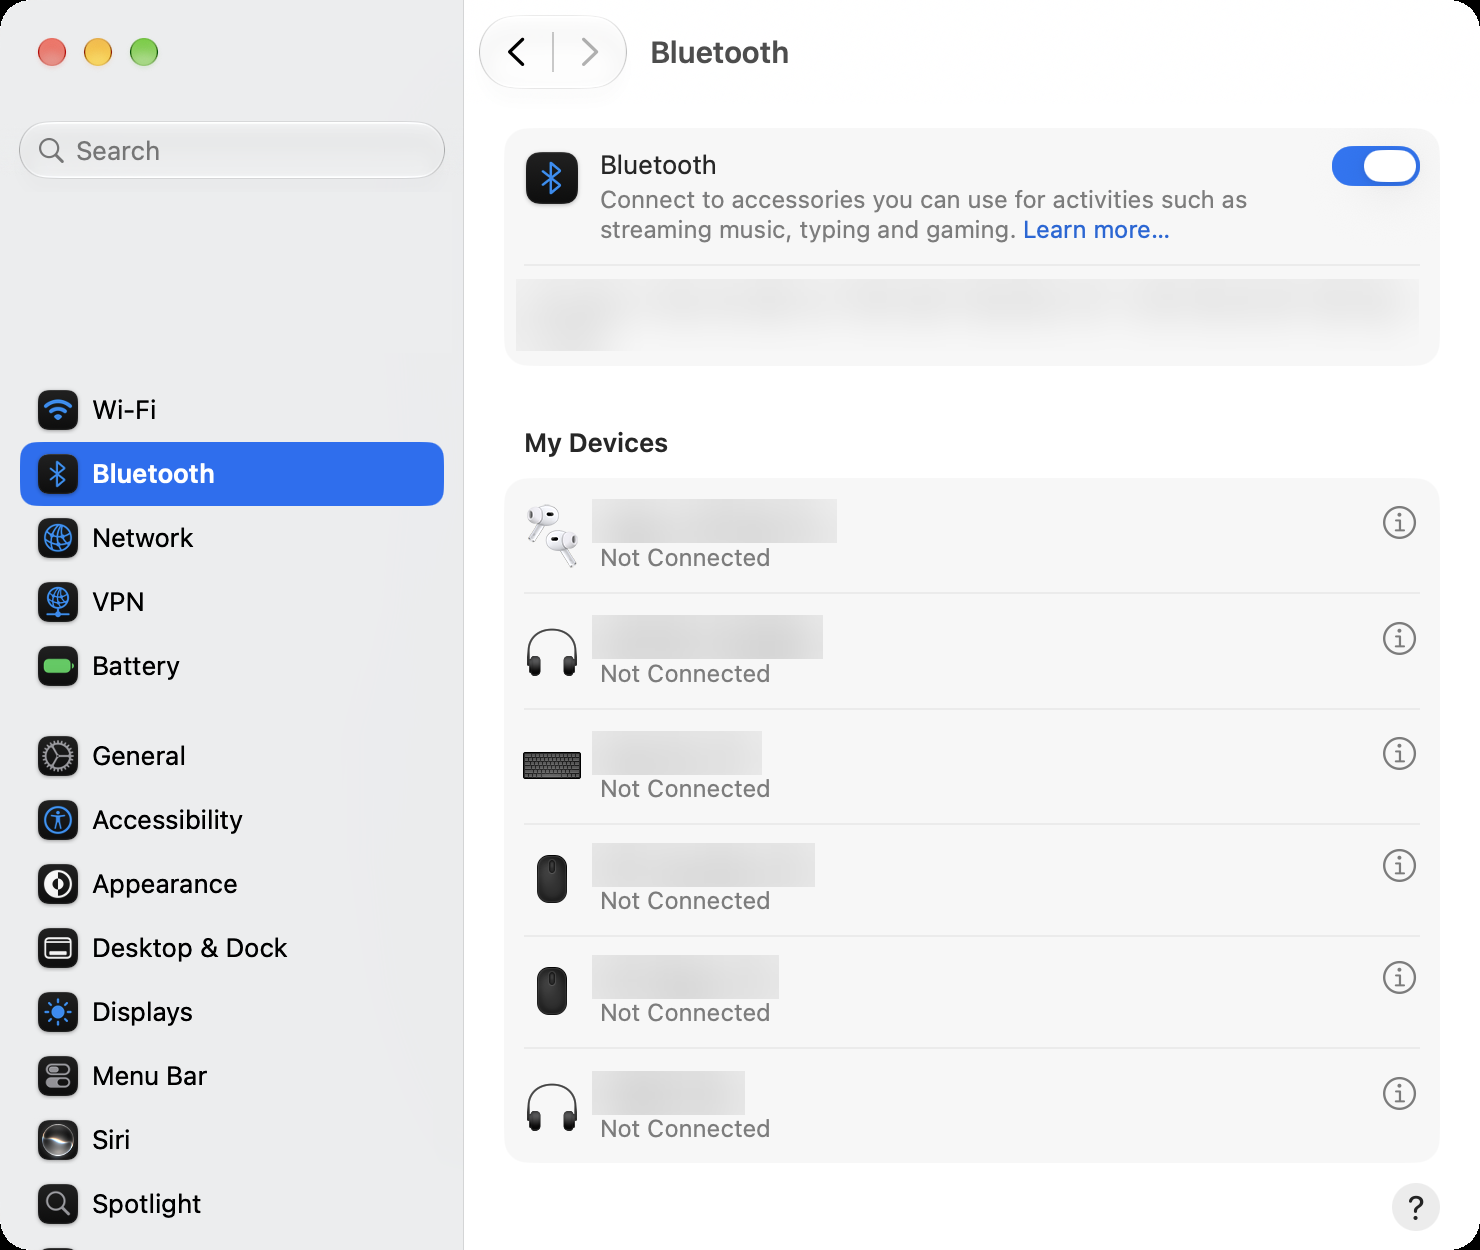 Search
Wi-Fi
Bluetooth
Network
VPN
Battery
General
Accessibility
Appearance
Desktop & Dock
Displays
Menu Bar
Siri
Spotlight
Bluetooth
Bluetooth
Connect to accessories you can use for activities such as
streaming music, typing and gaming. Learn more...
My Devices
Not Connected
Not Connected
Not Connected
Not Connected
Not Connected
Not Connected
?